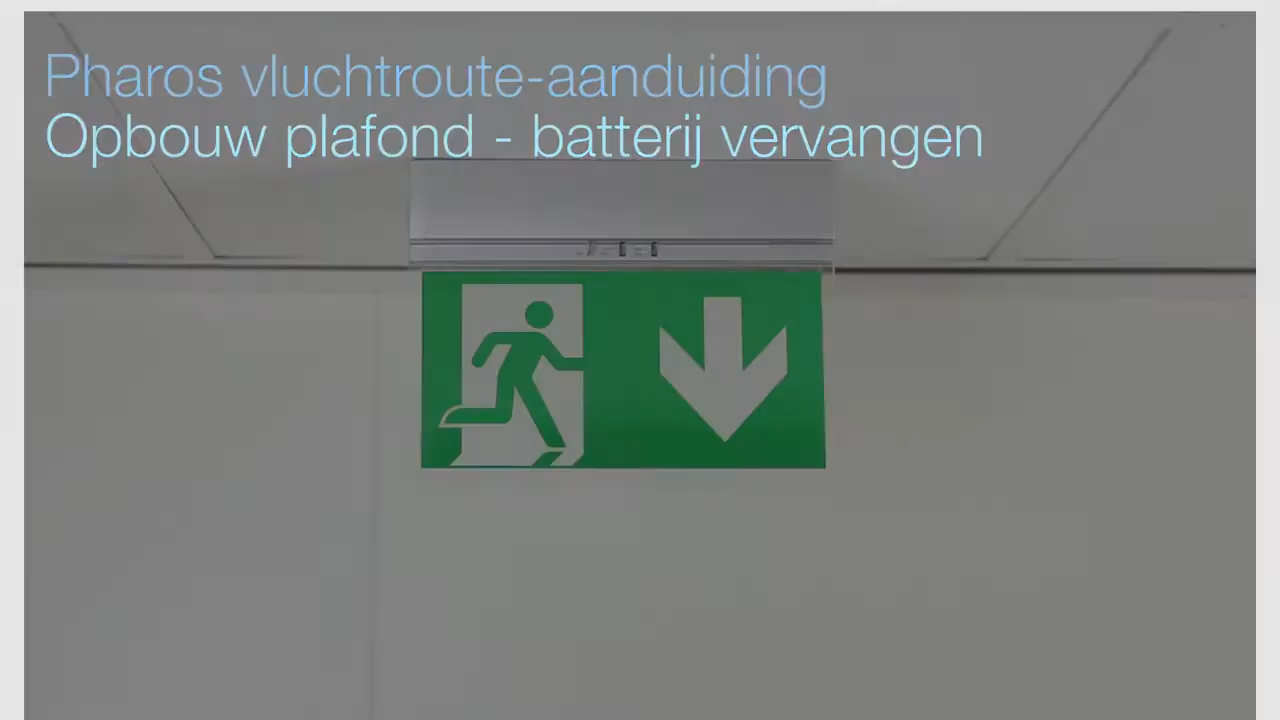 Pharos vluchtroute-aanduiding
Opbouw plafond - batterij vervangen